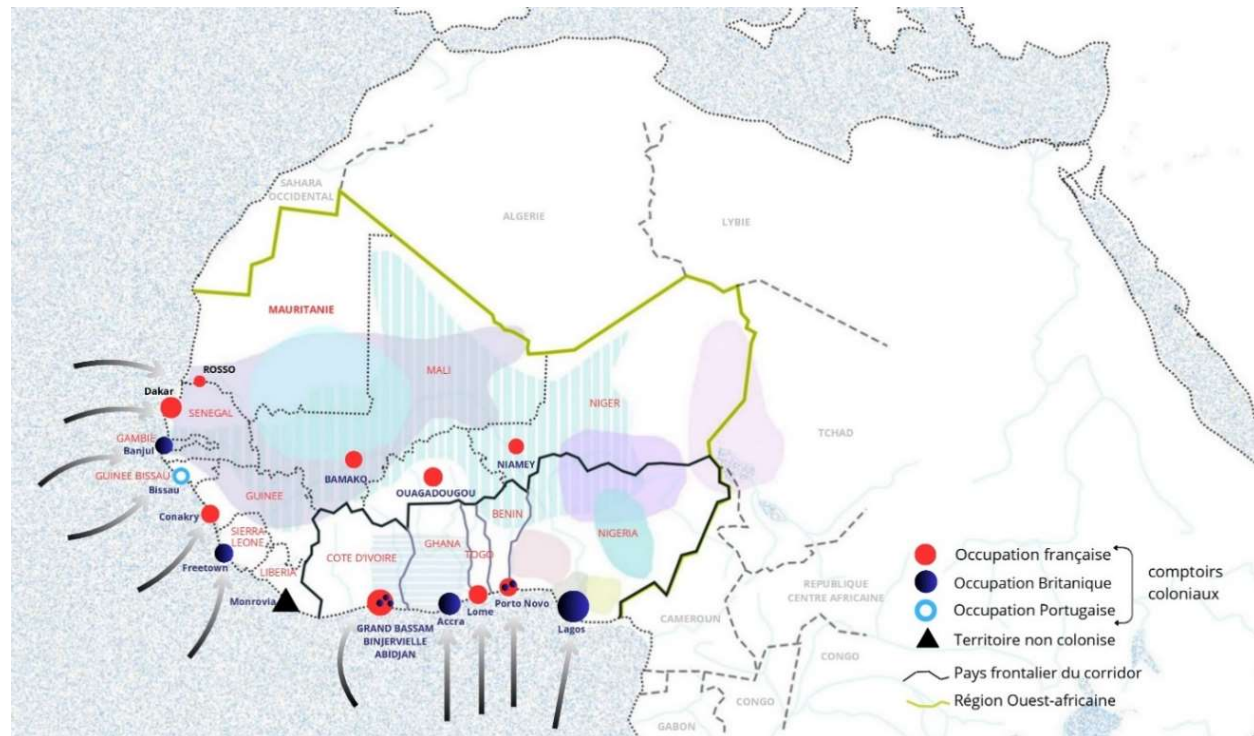 SAHARA
OCCIDENTAL
ALGERIE
LYBIE
MAURITANIE
ROSSO
MALI
Dakar
SENEGAL
NIGER
TCHAD
GAMBIE
Banjul
GUINEE BISSAU
Bissau
BAMAKO
NIAMEY
OUAGADOUGOU
GUINEE
Conakry
BENIN
SIERRA
LEONE
NIGERIA
GHANA
COTE D'IVOIRE
TOGO
Freetown
LIBERIA
Monrovia
GRAND BASSAM
BINJERVIELLE
ABIDJAN
Accra
Lome
Porto Novo
Lagos
REPUBLIQUE
CENTRE AFRICAINE
CAMEROUN
CONGO
CONGO
GABON
Occupation française
Occupation Britanique
Occupation Portugaise
comptoirs
coloniaux
Territoire non colonise
Pays frontalier du corridor
Région Ouest-africaine